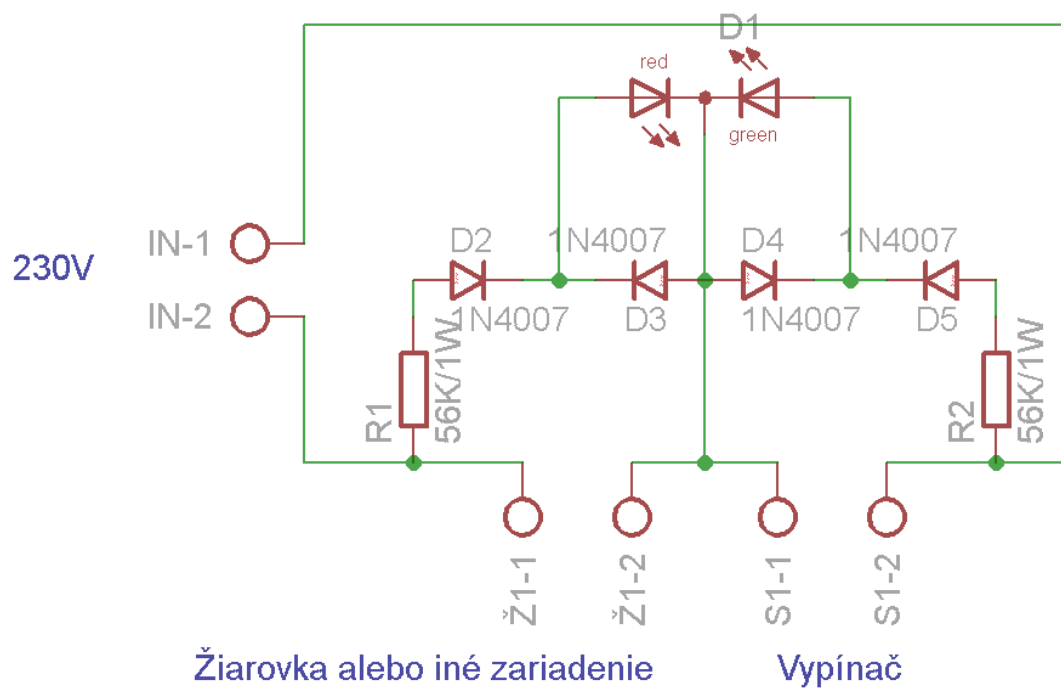 D1
red
green
IN-1
230V
IN-2
D2
1N4007
D4
1N4007
1N4007
D3
1N4007
D5
R1
56K/1W
R2
56K/1W
Ž1-1
Ž1-2
S1-1
S1-2
Žiarovka alebo iné zariadenie
Vypínač